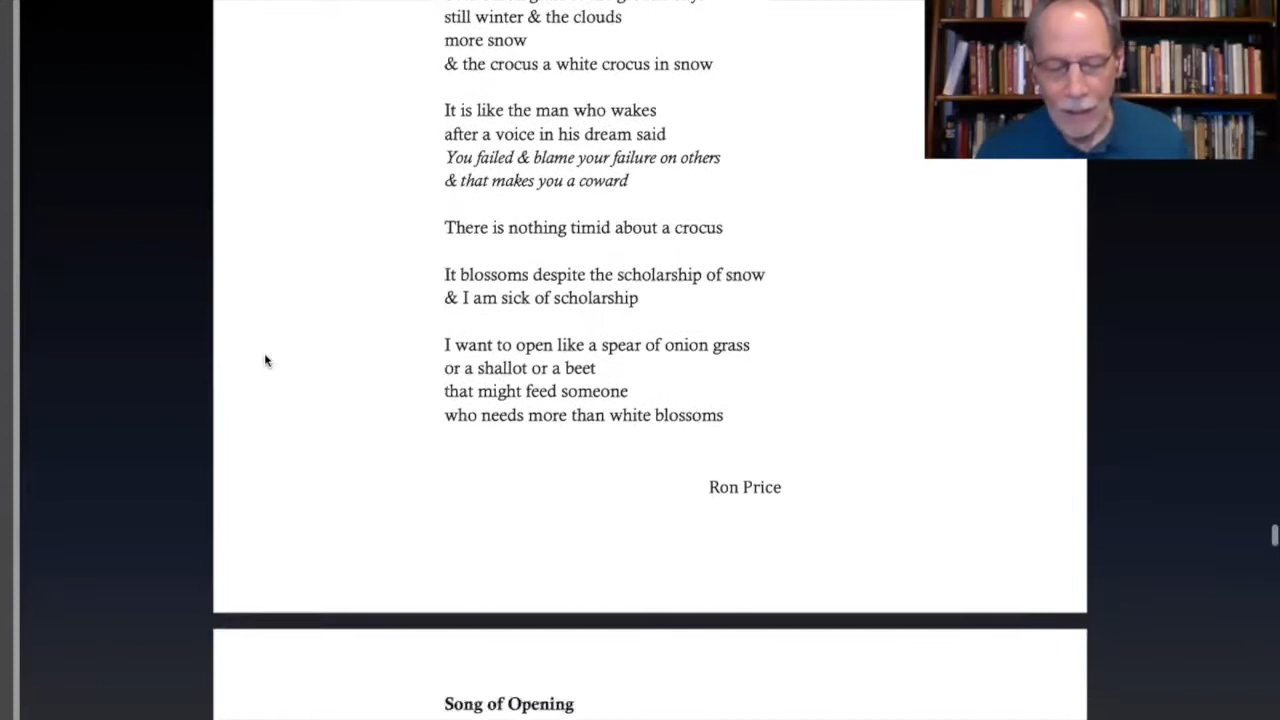 still winter & the clouds
more snow
& the crocus a white crocus in snow
It is like the man who wakes
after a voice in his dream said
You failed & blame your failure on others
& that makes you a coward
There is nothing timid about a crocus
It blossoms despite the scholarship of snow
& I am sick of scholarship
I want to open like a spear of onion grass
or a shallot or a beet
that might feed someone
who needs more than white blossoms
Ron Price
Song of Opening